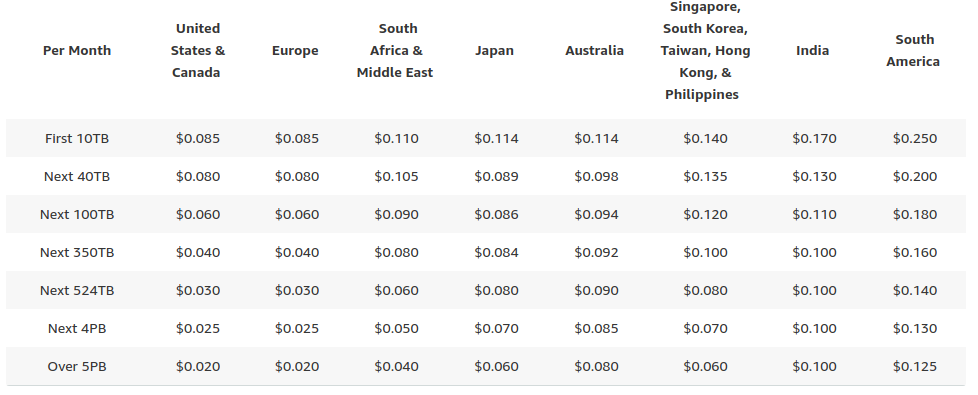 Per Month United States & Canada Europe South Africa & Middle East Japan Australia Singapore, South Korea, Taiwan, Hong Kong, & Philippines India South America
First 10TB $0.085 $0.085 $0.110 $0.114 $0.114 $0.140 $0.170 $0.250
Next 40TB $0.080 $0.080 $0.105 $0.089 $0.098 $0.135 $0.130 $0.200
Next 100TB $0.060 $0.060 $0.090 $0.086 $0.094 $0.120 $0.110 $0.180
Next 350TB $0.040 $0.040 $0.080 $0.084 $0.092 $0.100 $0.100 $0.160
Next 524TB $0.030 $0.030 $0.060 $0.080 $0.090 $0.080 $0.100 $0.140
Next 4PB $0.025 $0.025 $0.050 $0.070 $0.085 $0.070 $0.100 $0.130
Over 5PB $0.020 $0.020 $0.040 $0.060 $0.080 $0.060 $0.100 $0.125